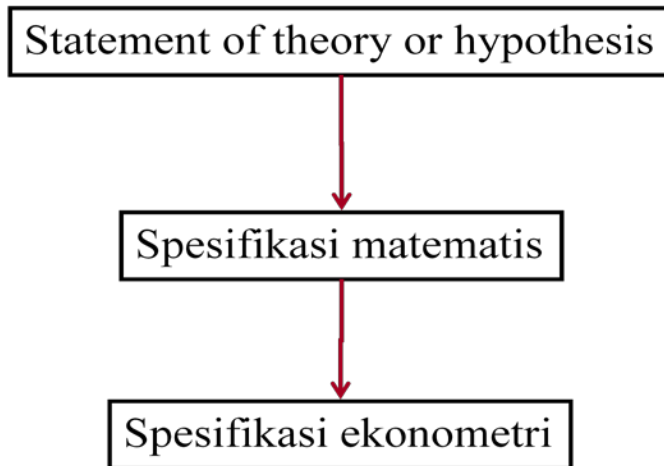 Statement of theory or hypothesis
Spesifikasi matematis
Spesifikasi ekonometri